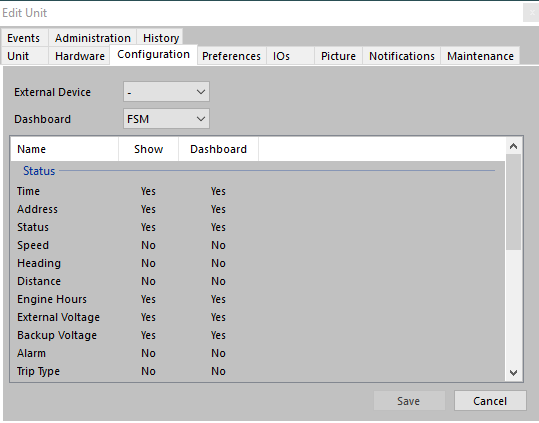 Edit Unit
Events Administration History
Unit Hardware Configuration Preferences IOs Picture Notifications Maintenance
External Device -
Dashboard FSM
Name Show Dashboard
Status
Time Yes Yes
Address Yes Yes
Status Yes Yes
Speed No No
Heading No No
Distance No No
Engine Hours Yes Yes
External Voltage Yes Yes
Backup Voltage Yes Yes
Alarm No No
Trip Type No No
Save Cancel